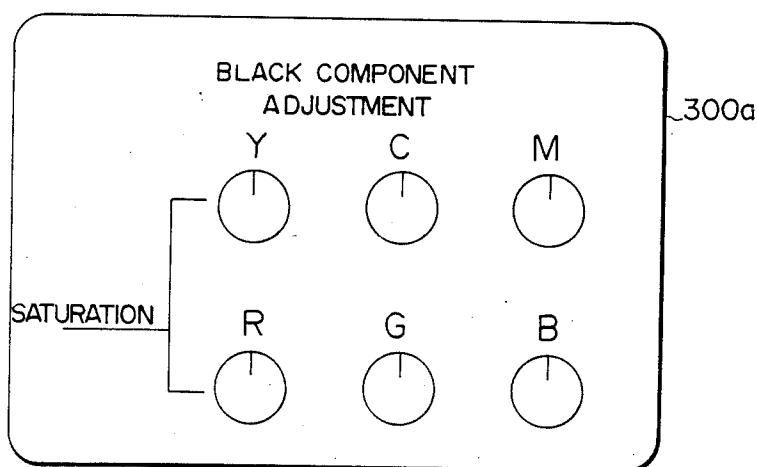 BLACK COMPONENT
ADJUSTMENT
300a
Y C M
SATURATION
R G B